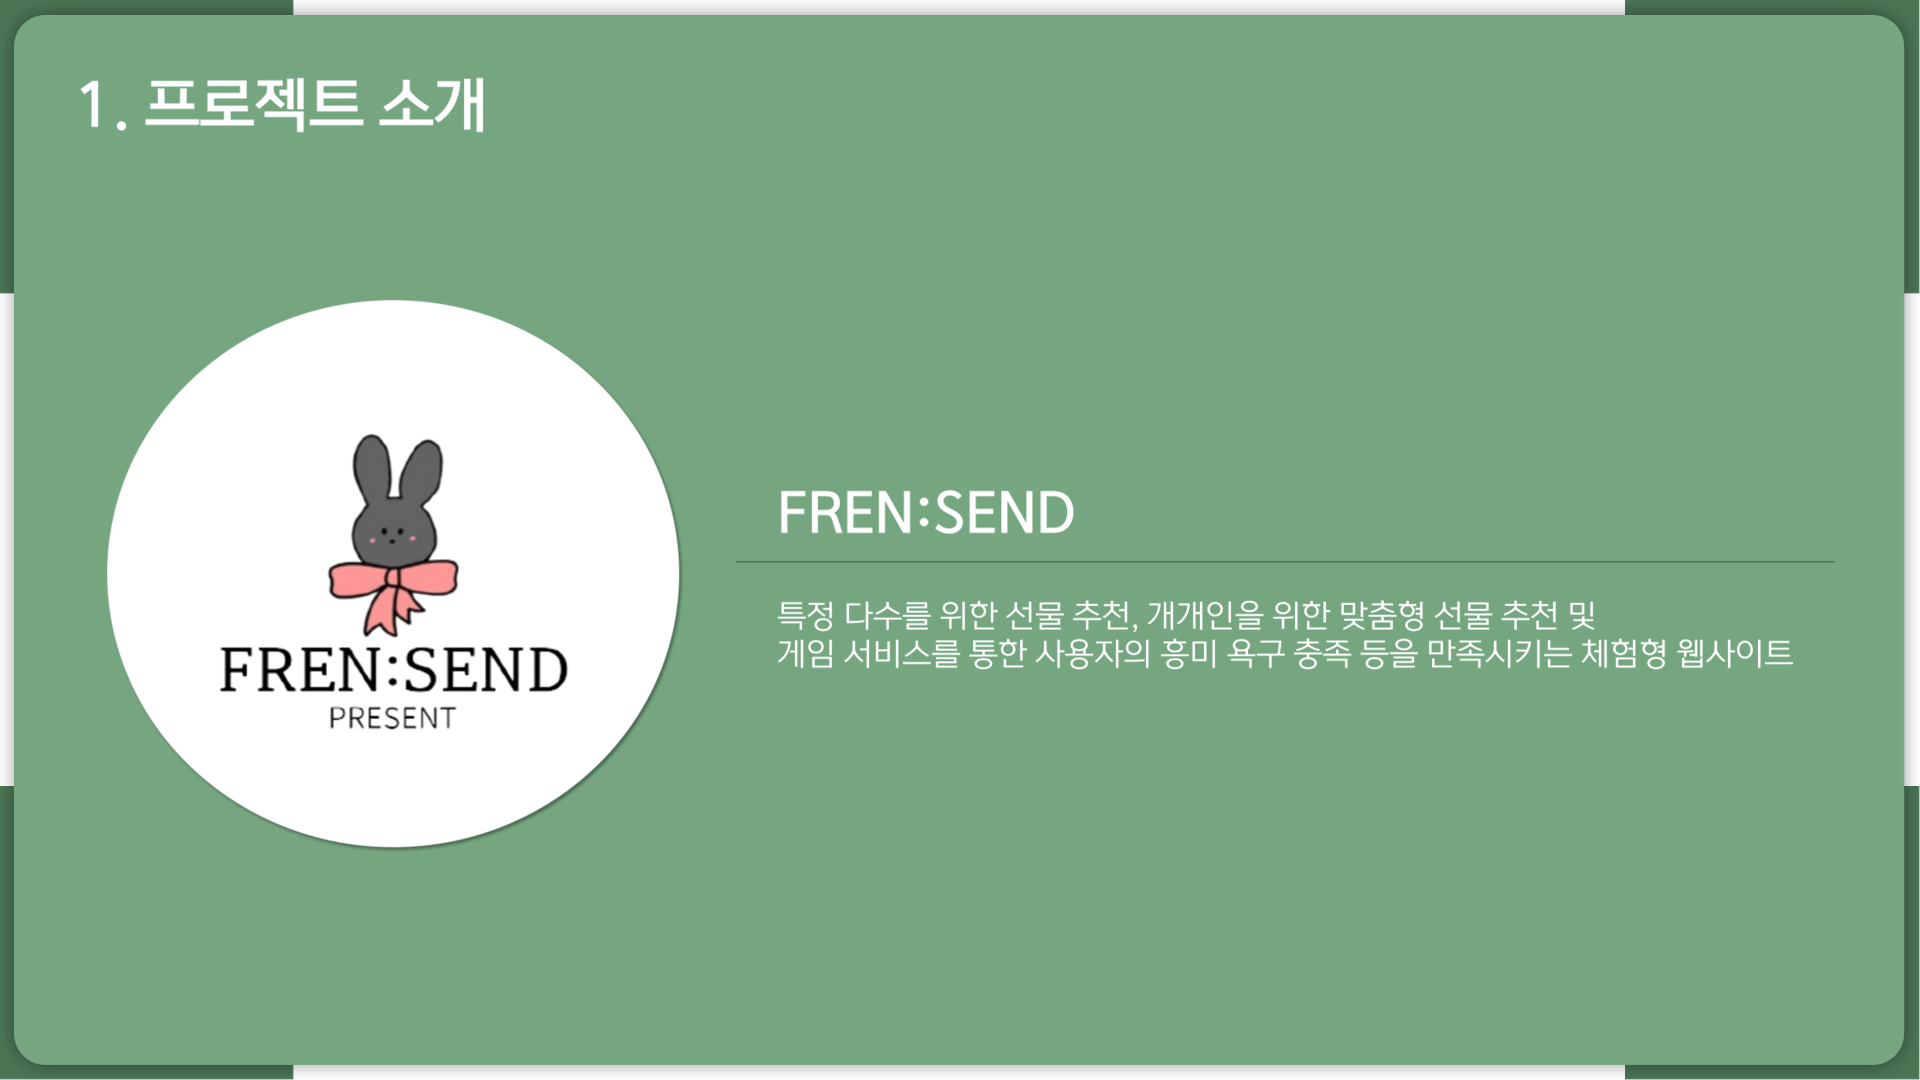 1. 프로젝트 소개
FREN:SEND
PRESENT
FREN:SEND
특정 다수를 위한 선물 추천, 개개인을 위한 맞춤형 선물 추천 및
게임 서비스를 통한 사용자의 흥미 욕구 충족 등을 만족시키는 체험형 웹사이트